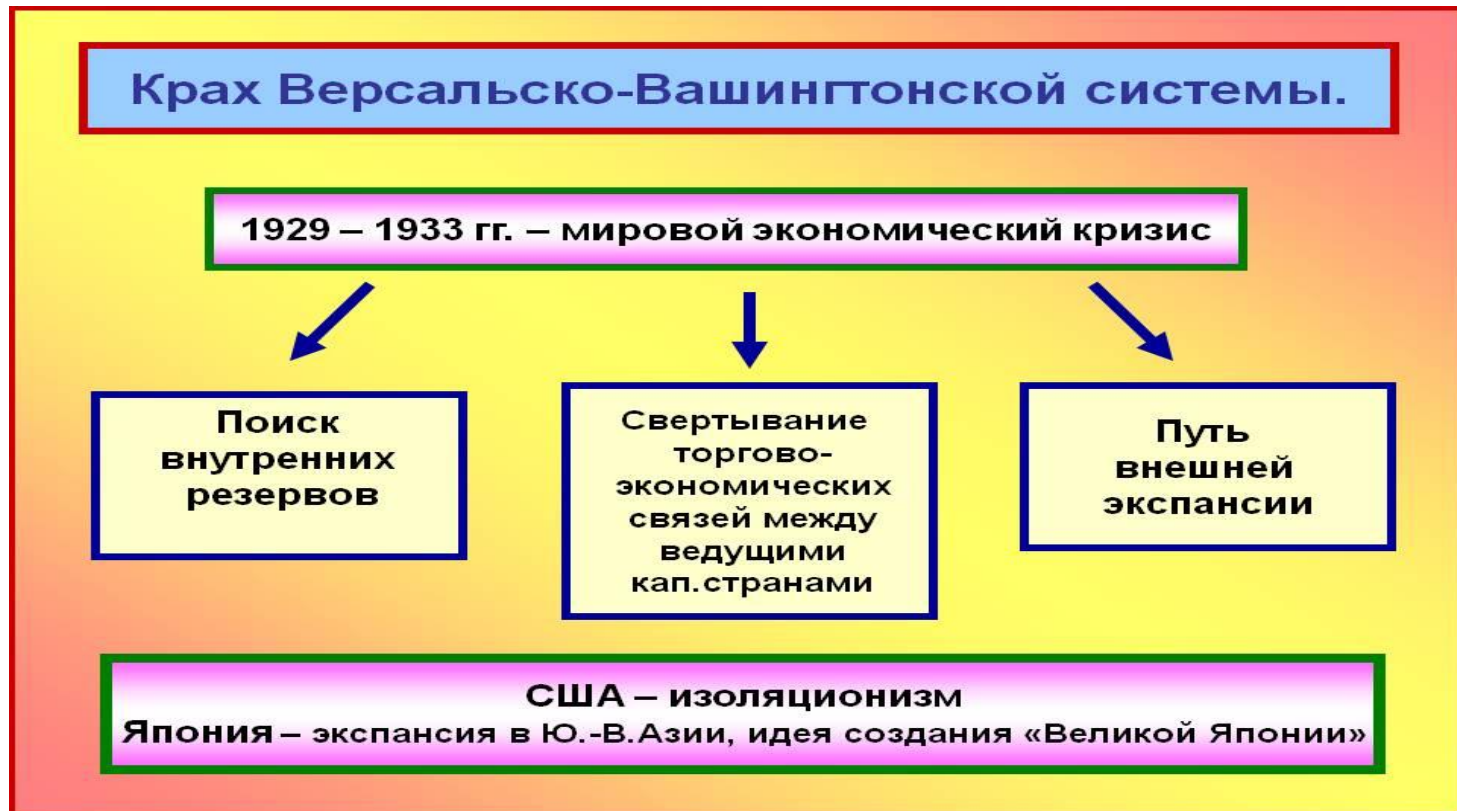 Крах Версальско-Вашингтонской системы.
1929 – 1933 гг. – мировой экономический кризис
Поиск
внутренних
резервов
Свертывание
торгово-
экономических
связей между
ведущими
кап.странами
Путь
внешней
экспансии
США – изоляционизм
Япония – экспансия в Ю.-В.Азии, идея создания «Великой Японии»